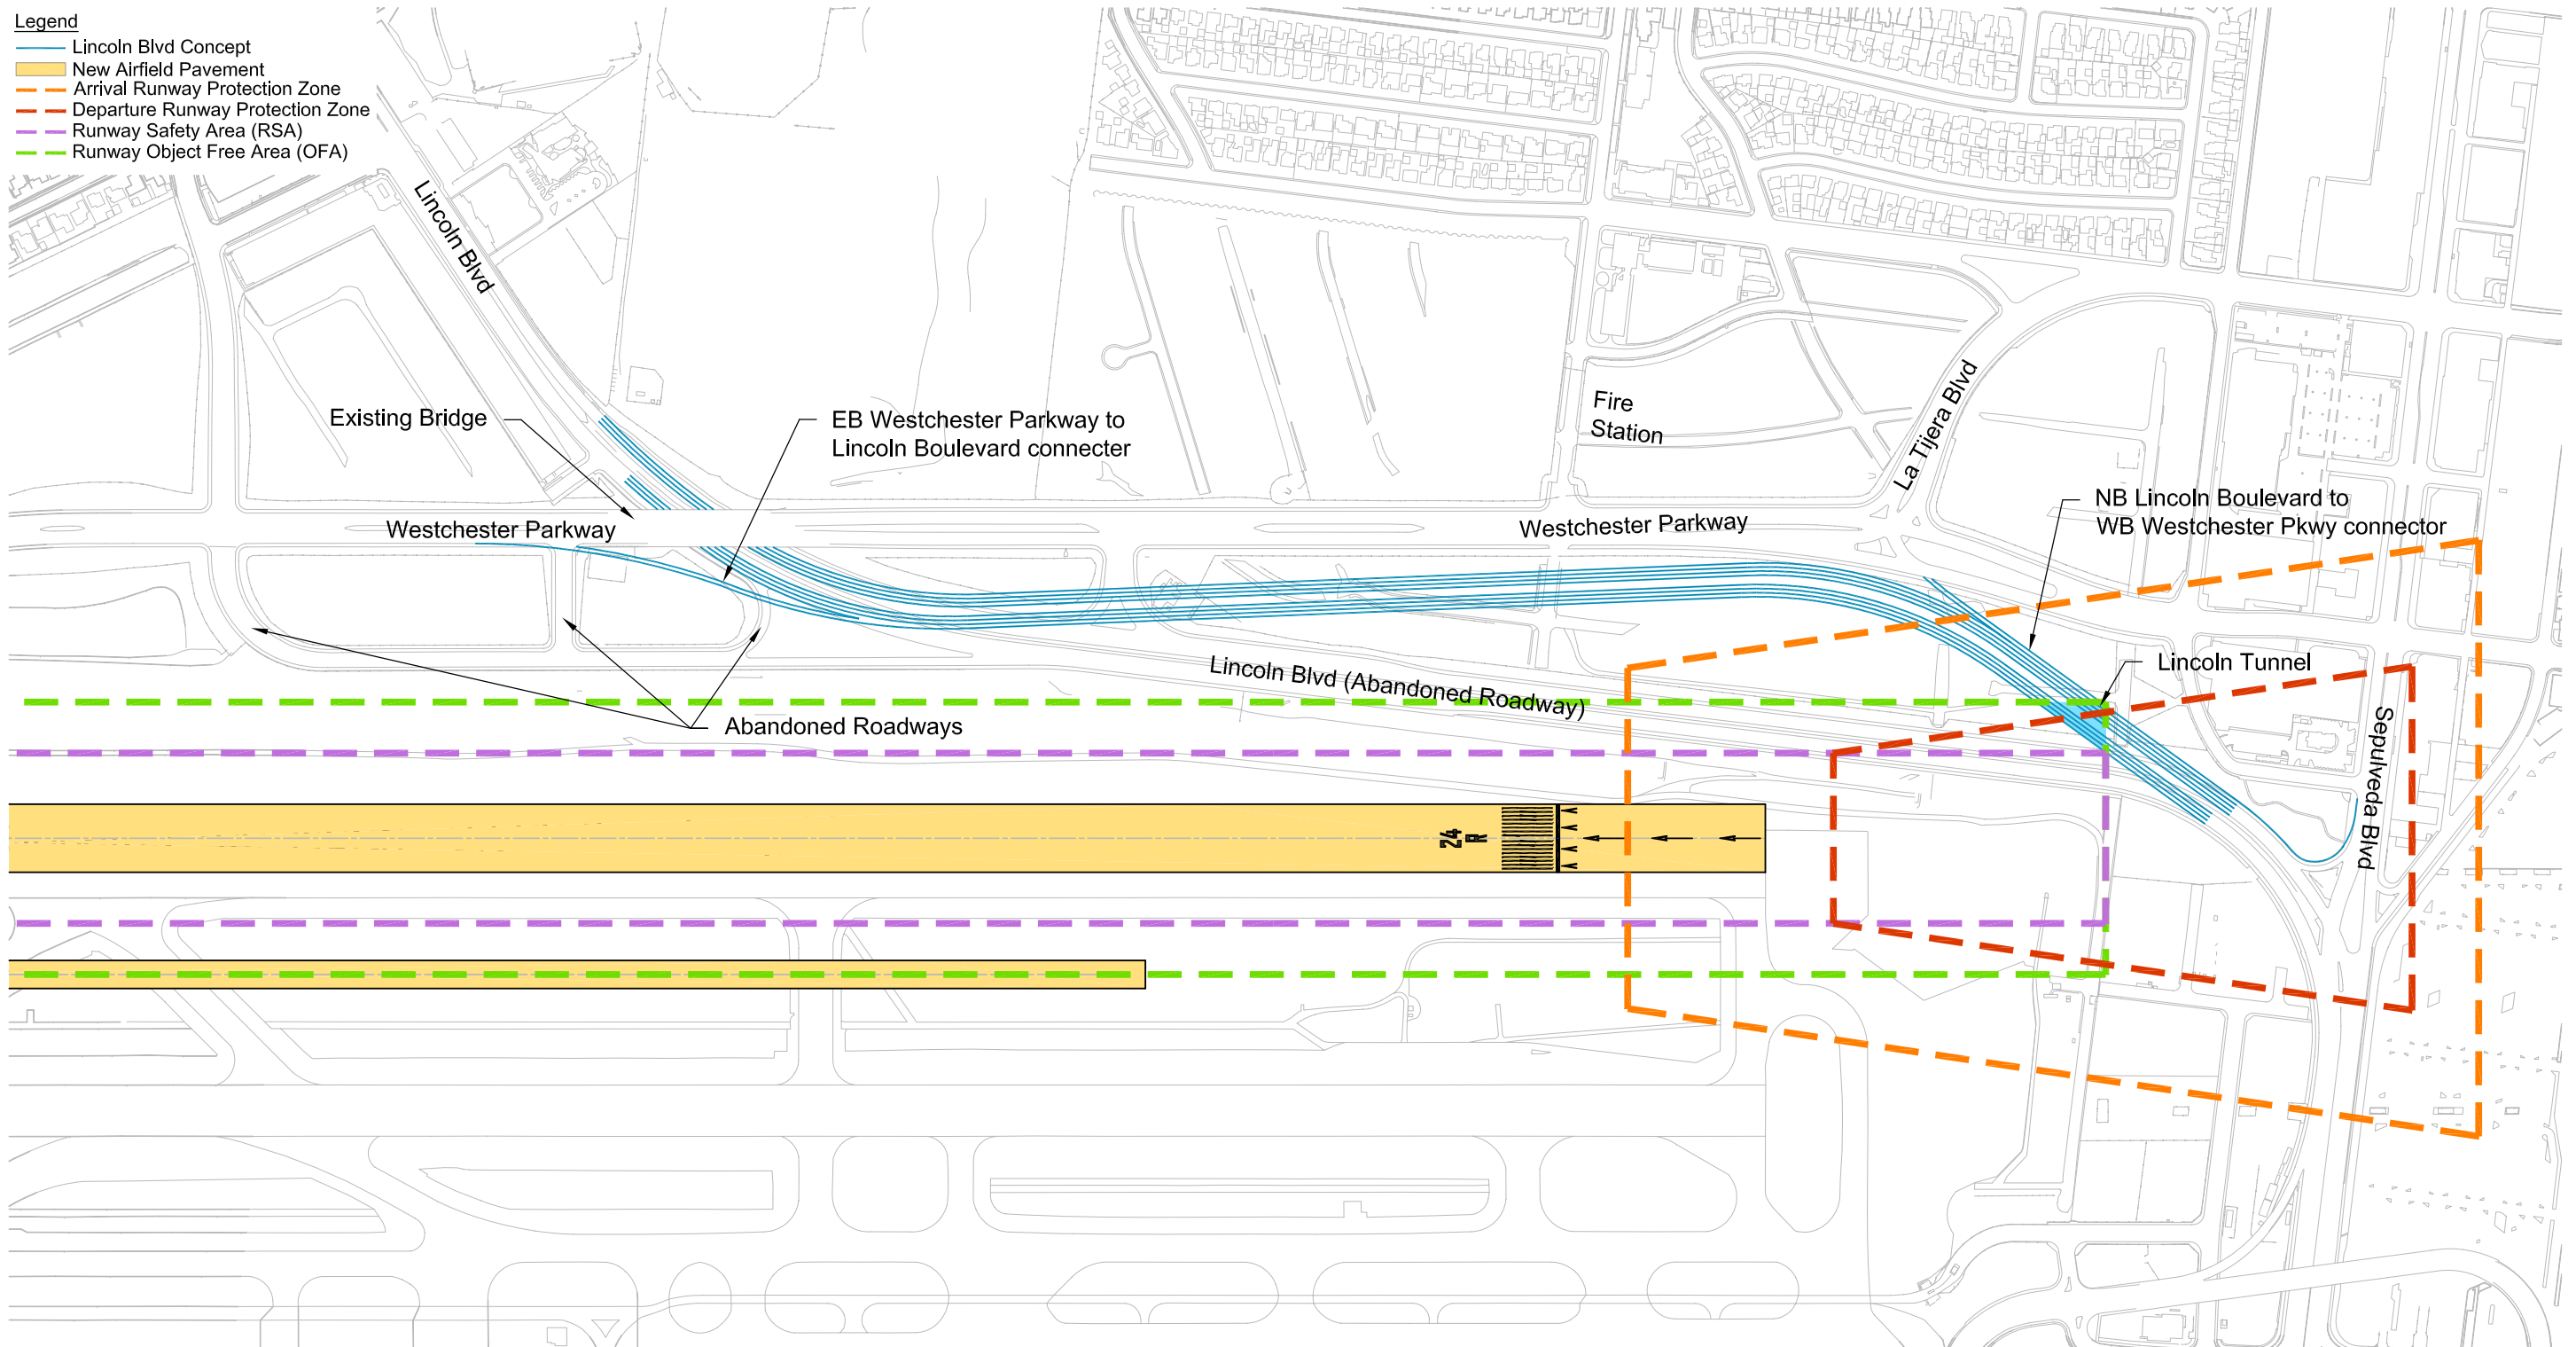 Legend
Lincoln Blvd Concept
New Airfield Pavement
Arrival Runway Protection Zone
Departure Runway Protection Zone
Runway Safety Area (RSA)
Runway Object Free Area (OFA)
Lincoln Blvd
Existing Bridge
EB Westchester Parkway to
Lincoln Boulevard connecter
Fire
Station
La Tijera Blvd
NB Lincoln Boulevard to
WB Westchester Pkwy connector
Westchester Parkway
Westchester Parkway
Lincoln Tunnel
Lincoln Blvd (Abandoned Roadway)
Abandoned Roadways
Sepulveda Blvd
24
R